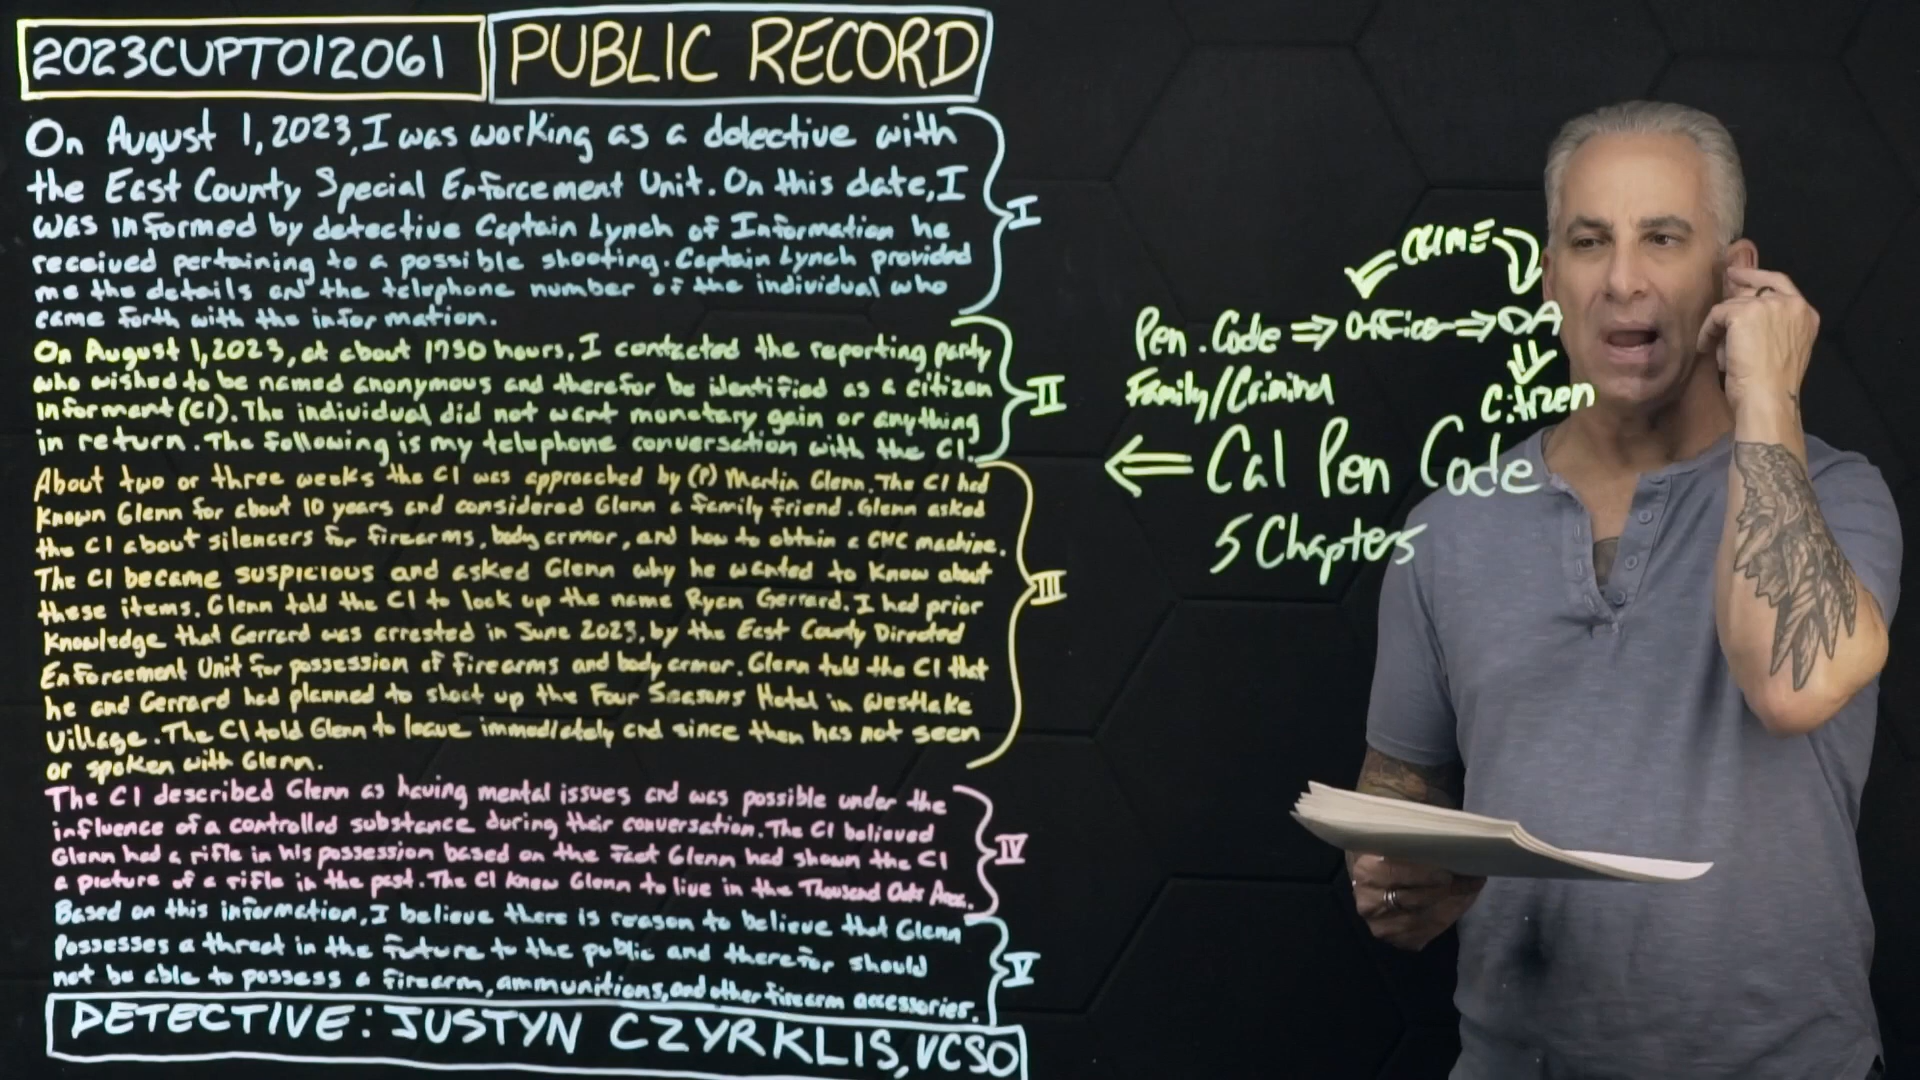 2023CUPT012061
PUBLIC RECORD
On August 1, 2023, I was working as a detective with
the East County Special Enforcement Unit. On this date, I
was informed by detective Captain Lynch of Information he
received pertaining to a possible shooting. Captain Lynch provided
me the details and the telephone number of the individual who
came forth with the information.
I
On August 1, 2023, at about 1730 hours, I contacted the reporting party
who wished to be named anonymous and therefor be identified as a citizen
Informant (CI). The individual did not want monetary gain or anything
in return. The following is my telephone conversation with the CI.
II
About two or three weeks the CI was approached by (P) Martin Glenn. The CI had
Known Glenn for about 10 years and considered Glenn a family friend. Glenn asked
the CI about silencers for firearms, body armor, and how to obtain a CNC machine.
The CI became suspicious and asked Glenn why he wanted to Know about
these items. Glenn told the CI to look up the name Ryan Gerrard. I had prior
Knowledge that Gerrard was arrested in June 2023, by the East County Directed
Enforcement Unit for possession of firearms and body armor. Glenn told the CI that
he and Gerrard had planned to shoot up the Four Seasons Hotel in Westlake
Village. The CI told Glenn to leave immediately and since then has not seen
or spoken with Glenn.
III
The CI described Glenn as having mental issues and was possible under the
influence of a controlled substance during their conversation. The CI believed
Glenn had a rifle in his possession based on the fact Glenn had shown the CI
a picture of a rifle in the past. The CI Knew Glenn to live in the Thousand Oaks Area.
IV
Based on this information, I believe there is reason to believe that Glenn
Possesses a threat in the future to the public and therefor should
not be able to possess a firearm, ammunitions, and other firearm accessories.
V
DETECTIVE: JUSTYN CZYRKLIS, VCSO
CRIME
Pen. Code ⇒ Officer ⇒ DA
Family/Criminal
Citizen
⇐ Cal Pen Code
5 Chapters